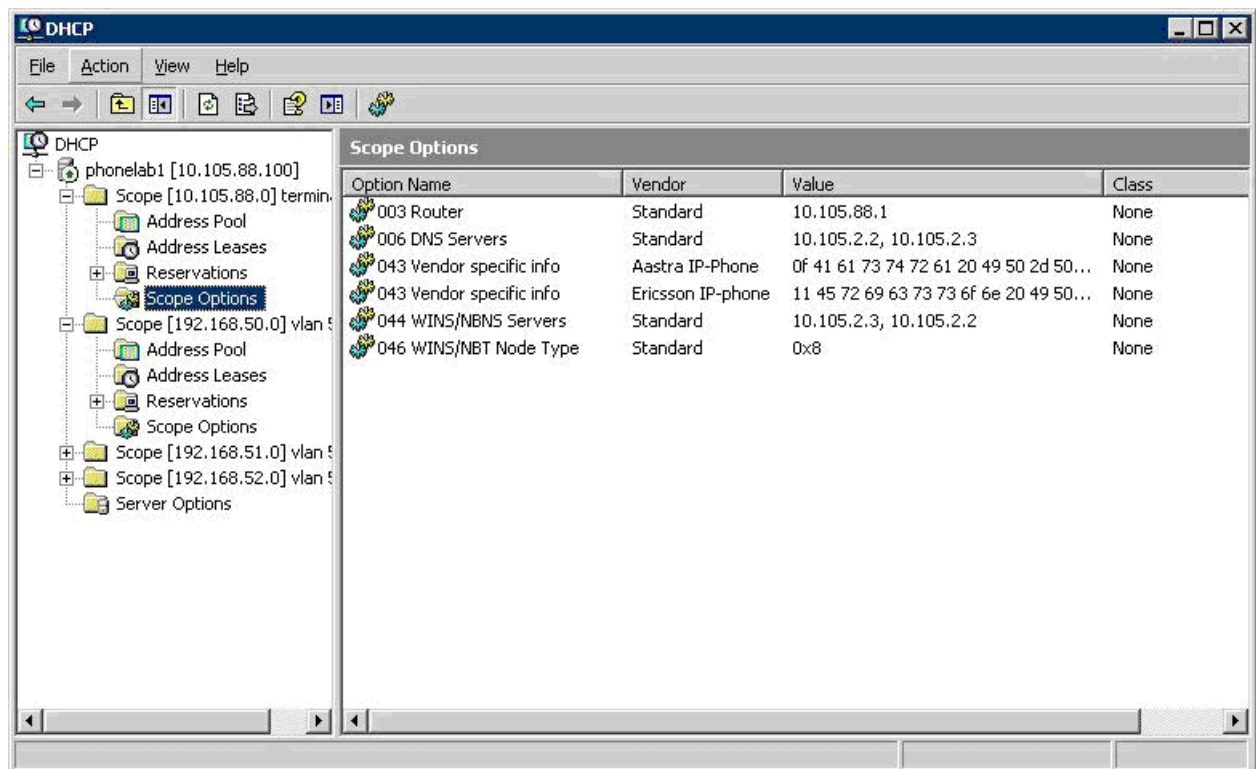 DHCP
File Action View Help
DHCP
phonelab1 [10.105.88.100]
Scope [10.105.88.0] termin
Address Pool
Address Leases
Reservations
Scope Options
Scope [192.168.50.0] vlan 5
Address Pool
Address Leases
Reservations
Scope Options
Scope [192.168.51.0] vlan 5
Scope [192.168.52.0] vlan 5
Server Options
Scope Options
Option Name Vendor Value Class
003 Router Standard 10.105.88.1 None
006 DNS Servers Standard 10.105.2.2, 10.105.2.3 None
043 Vendor specific info Aastra IP-Phone 0f 41 61 73 74 72 61 20 49 50 2d 50... None
043 Vendor specific info Ericsson IP-phone 11 45 72 69 63 73 73 6f 6e 20 49 50... None
044 WINS/NBNS Servers Standard 10.105.2.3, 10.105.2.2 None
046 WINS/NBT Node Type Standard 0x8 None